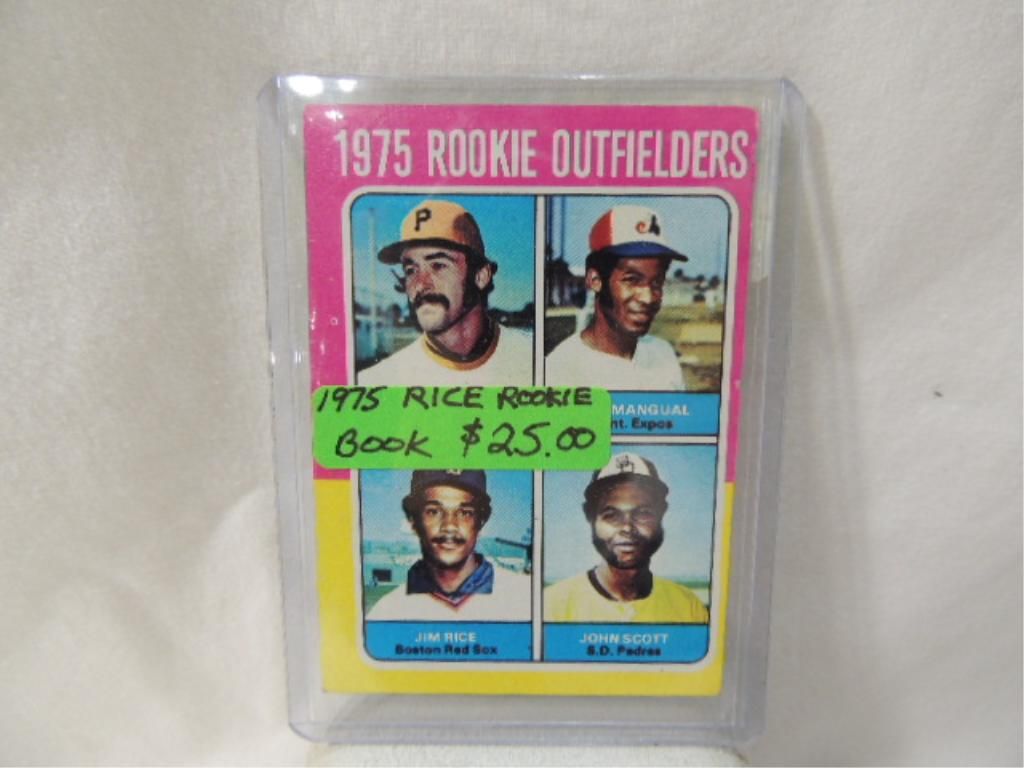 1975 ROOKIE OUTFIELDERS
P
MANGUAL
nt. Expos
1975 RICE ROOKIE
BOOK $25.00
JIM RICE
Boston Red Sox
JOHN SCOTT
S.D. Padres